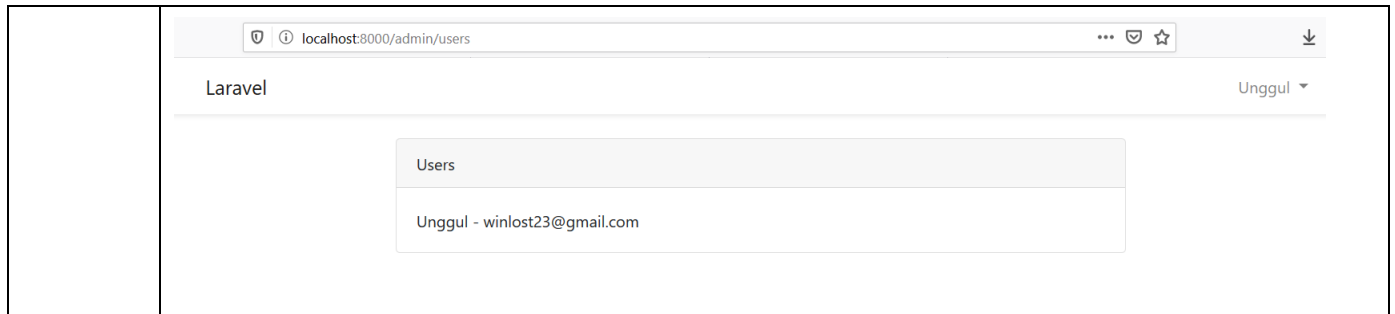 localhost:8000/admin/users
Laravel
Unggul
Users
Unggul - winlost23@gmail.com